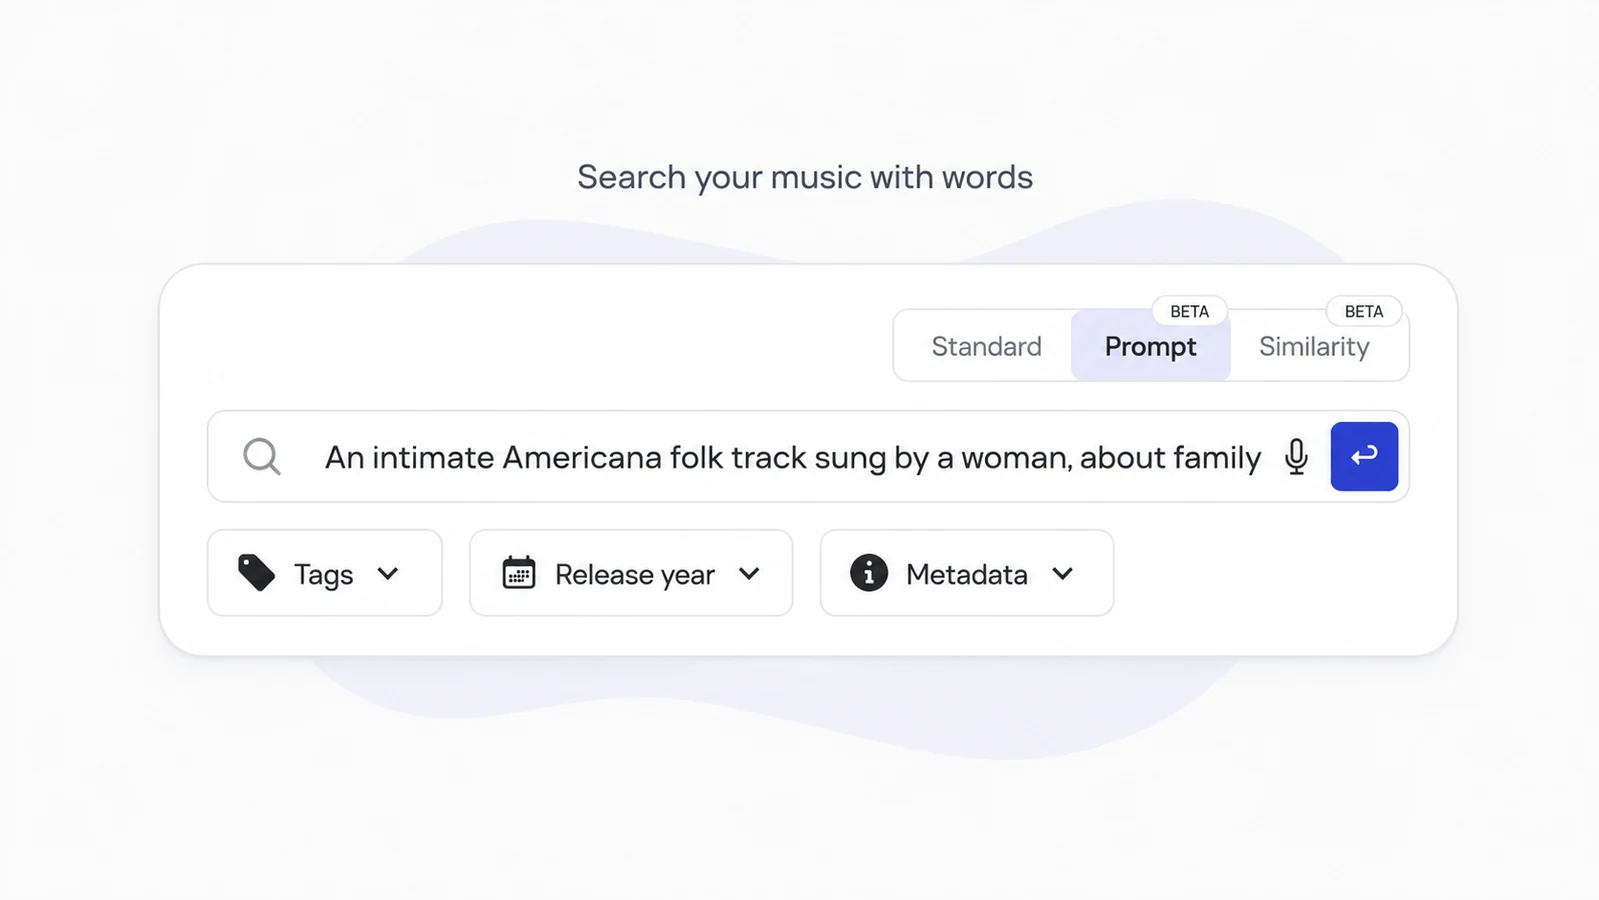 Search your music with words
BETA
BETA
Standard
Prompt
Similarity
An intimate Americana folk track sung by a woman, about family
Tags
Release year
Metadata